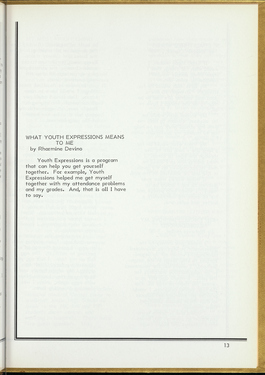 WHAT YOUTH EXPRESSIONS MEANS
TO ME
by Rhasmine Devino
Youth Expressions is a program
that can help you get yourself
together. For example, Youth
Expressions helped me get myself
together with my attendance problems
and my grades. And, that is all I have
to say.
13